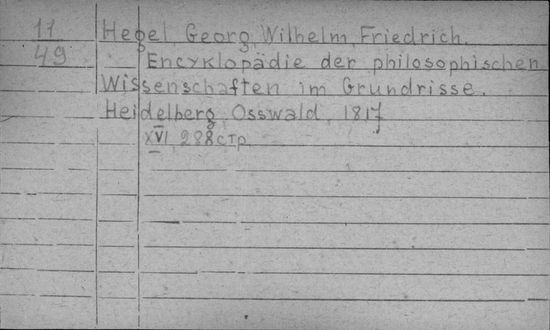 11
49
Hegel, Georg Wilhelm Friedrich.
Encyklopädie der philosophischen
Wissenschaften im Grundrisse.
Heidelberg, Osswald, 1817
XVI, 288 стр.